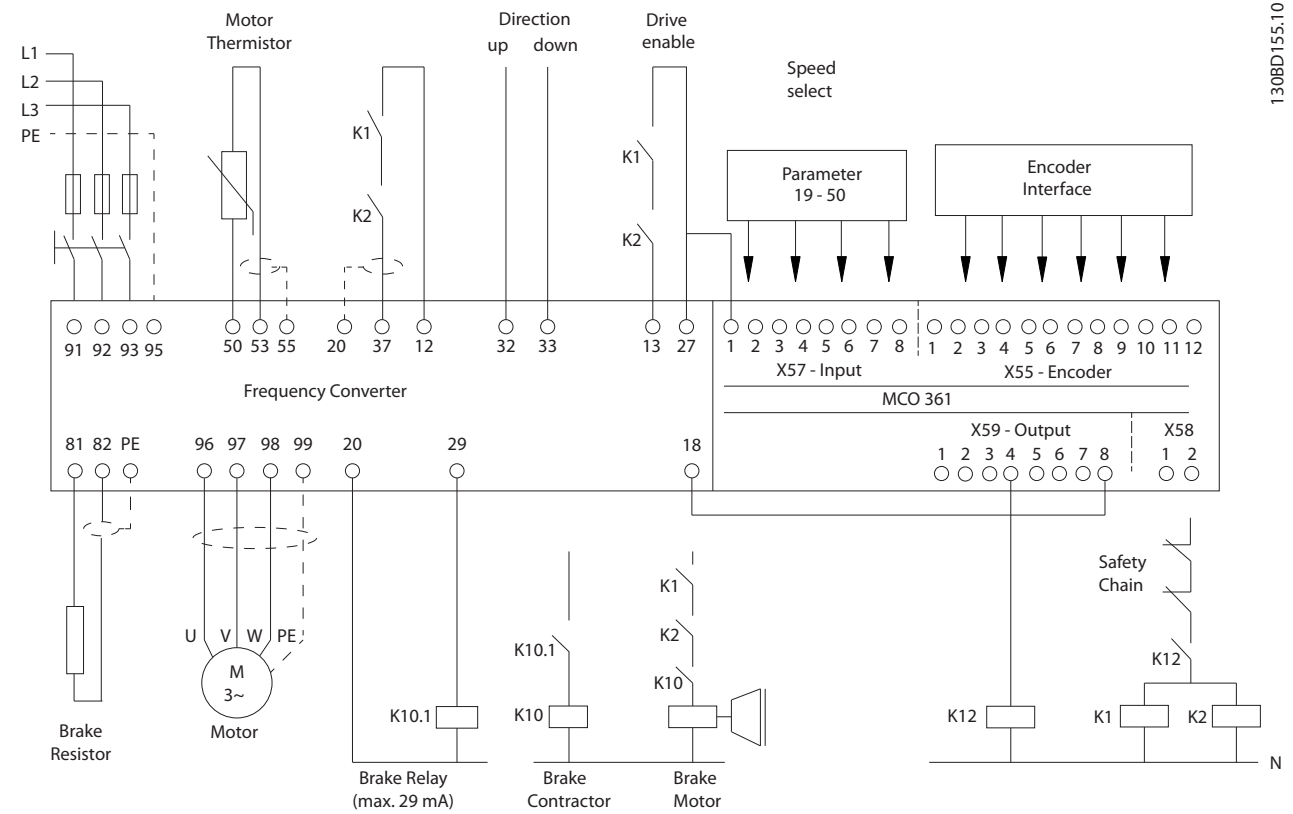 130BD155.10
Motor
Thermistor
Direction
up down
Drive
enable
Speed
select
L1
L2
L3
PE
K1
K2
K1
K2
Parameter
19 - 50
Encoder
Interface
91 92 93 95 50 53 55 20 37 12 32 33 13 27 1 2 3 4 5 6 7 8 1 2 3 4 5 6 7 8 9 10 11 12
X57 - Input X55 - Encoder
Frequency Converter
MCO 361
X59 - Output X58
81 82 PE 96 97 98 99 20 29 18 1 2 3 4 5 6 7 8 1 2
Safety
Chain
K1
K2
K10
K10.1
K12
U V W PE
M
3~
K10.1
K10
K12
K1
K2
Brake
Resistor
Motor
N
Brake Relay
(max. 29 mA)
Brake
Contractor
Brake
Motor